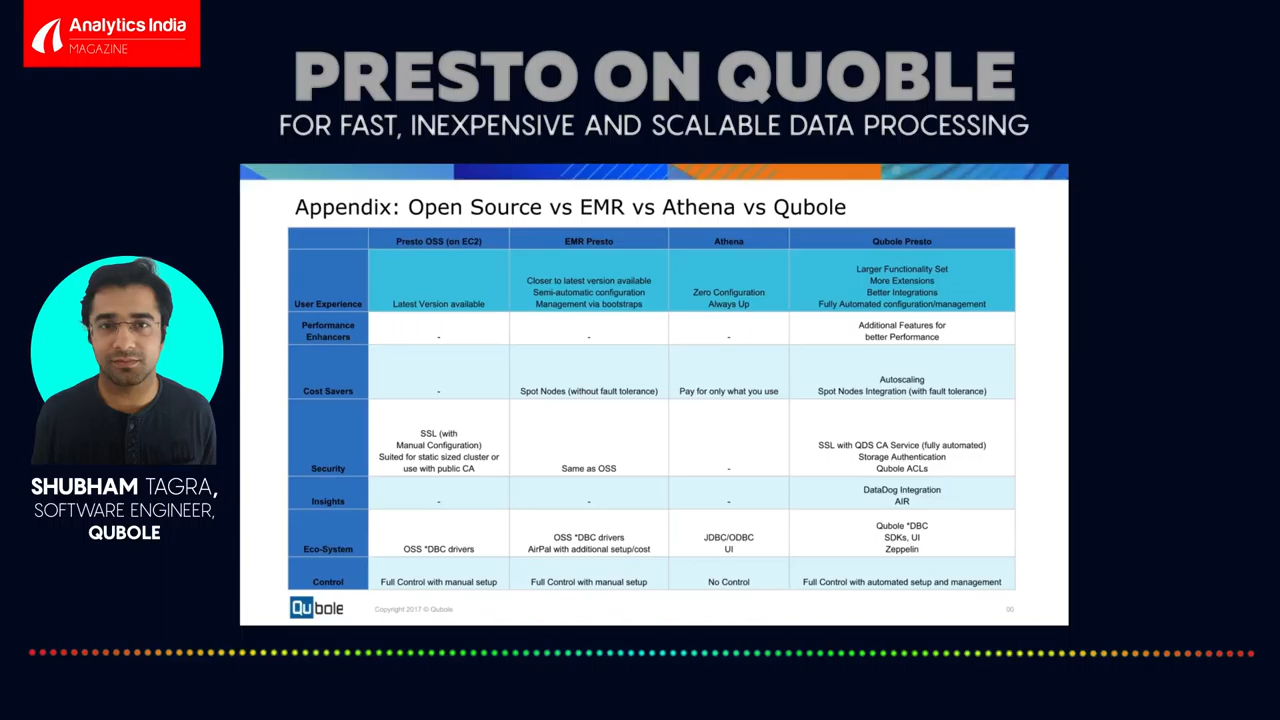 Analytics India
MAGAZINE
PRESTO ON QUOBLE
FOR FAST, INEXPENSIVE AND SCALABLE DATA PROCESSING
Appendix: Open Source vs EMR vs Athena vs Qubole
Presto OSS (on EC2)
EMR Presto
Athena
Qubole Presto
User Experience
Latest Version available
Closer to latest version available
Semi-automatic configuration
Management via bootstraps
Zero Configuration
Always Up
Larger Functionality Set
More Extensions
Better Integrations
Fully Automated configuration/management
Performance
Enhancers
-
-
-
Additional Features for
better Performance
Cost Savers
-
Spot Nodes (without fault tolerance)
Pay for only what you use
Autoscaling
Spot Nodes Integration (with fault tolerance)
Security
SSL (with
Manual Configuration)
Suited for static sized cluster or
use with public CA
Same as OSS
-
SSL with QDS CA Service (fully automated)
Storage Authentication
Qubole ACLs
Insights
-
-
-
DataDog Integration
AIR
Eco-System
OSS *DBC drivers
OSS *DBC drivers
AirPal with additional setup/cost
JDBC/ODBC
UI
Qubole *DBC
SDKs, UI
Zeppelin
Control
Full Control with manual setup
Full Control with manual setup
No Control
Full Control with automated setup and management
Qubole
Copyright 2017 © Qubole
00
SHUBHAM TAGRA,
SOFTWARE ENGINEER,
QUBOLE